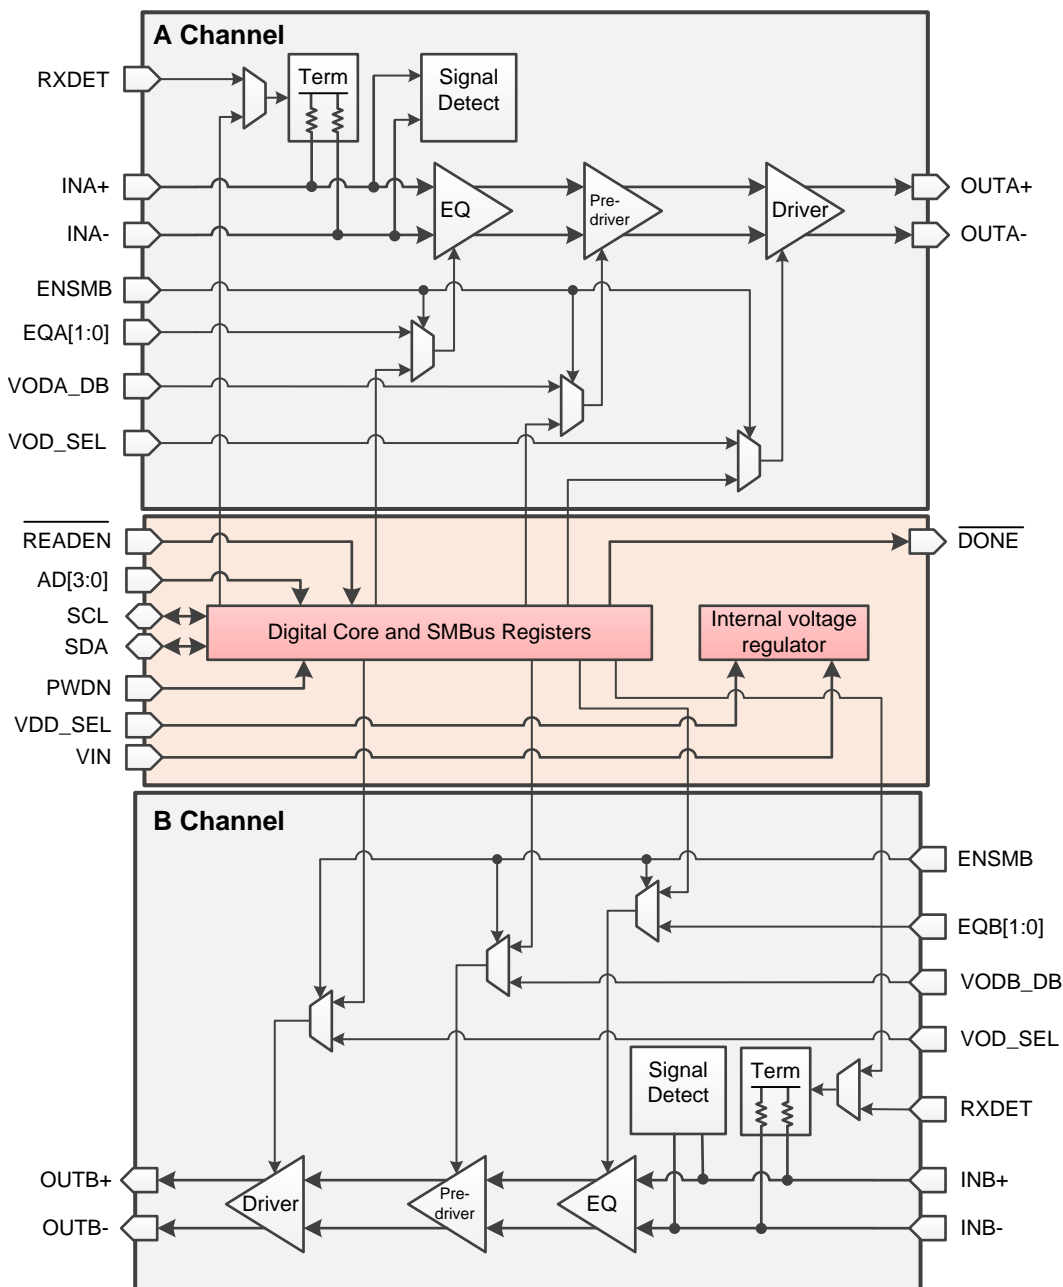 A Channel
RXDET
Term
Signal
Detect
INA+
INA-
EQ
Pre-
driver
Driver
OUTA+
OUTA-
ENSMB
EQA[1:0]
VODA_DB
VOD_SEL
READEN
DONE
AD[3:0]
SCL
SDA
Digital Core and SMBus Registers
Internal voltage
regulator
PWDN
VDD_SEL
VIN
B Channel
ENSMB
EQB[1:0]
VODB_DB
VOD_SEL
Signal
Detect
Term
RXDET
OUTB+
OUTB-
Driver
Pre-
driver
EQ
INB+
INB-